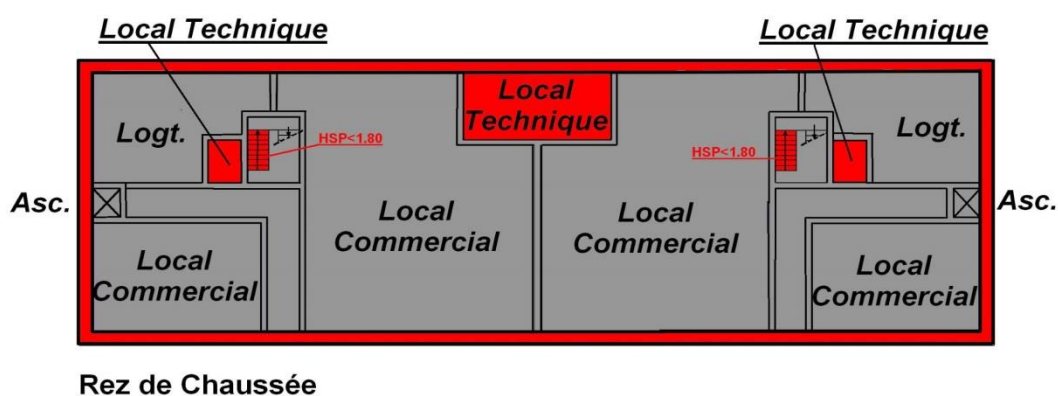 Local Technique
Local Technique
Local
Technique
Logt.
HSP<1.80
HSP<1.80
Logt.
Asc.
Asc.
Local
Commercial
Local
Commercial
Local
Commercial
Local
Commercial
Rez de Chaussée